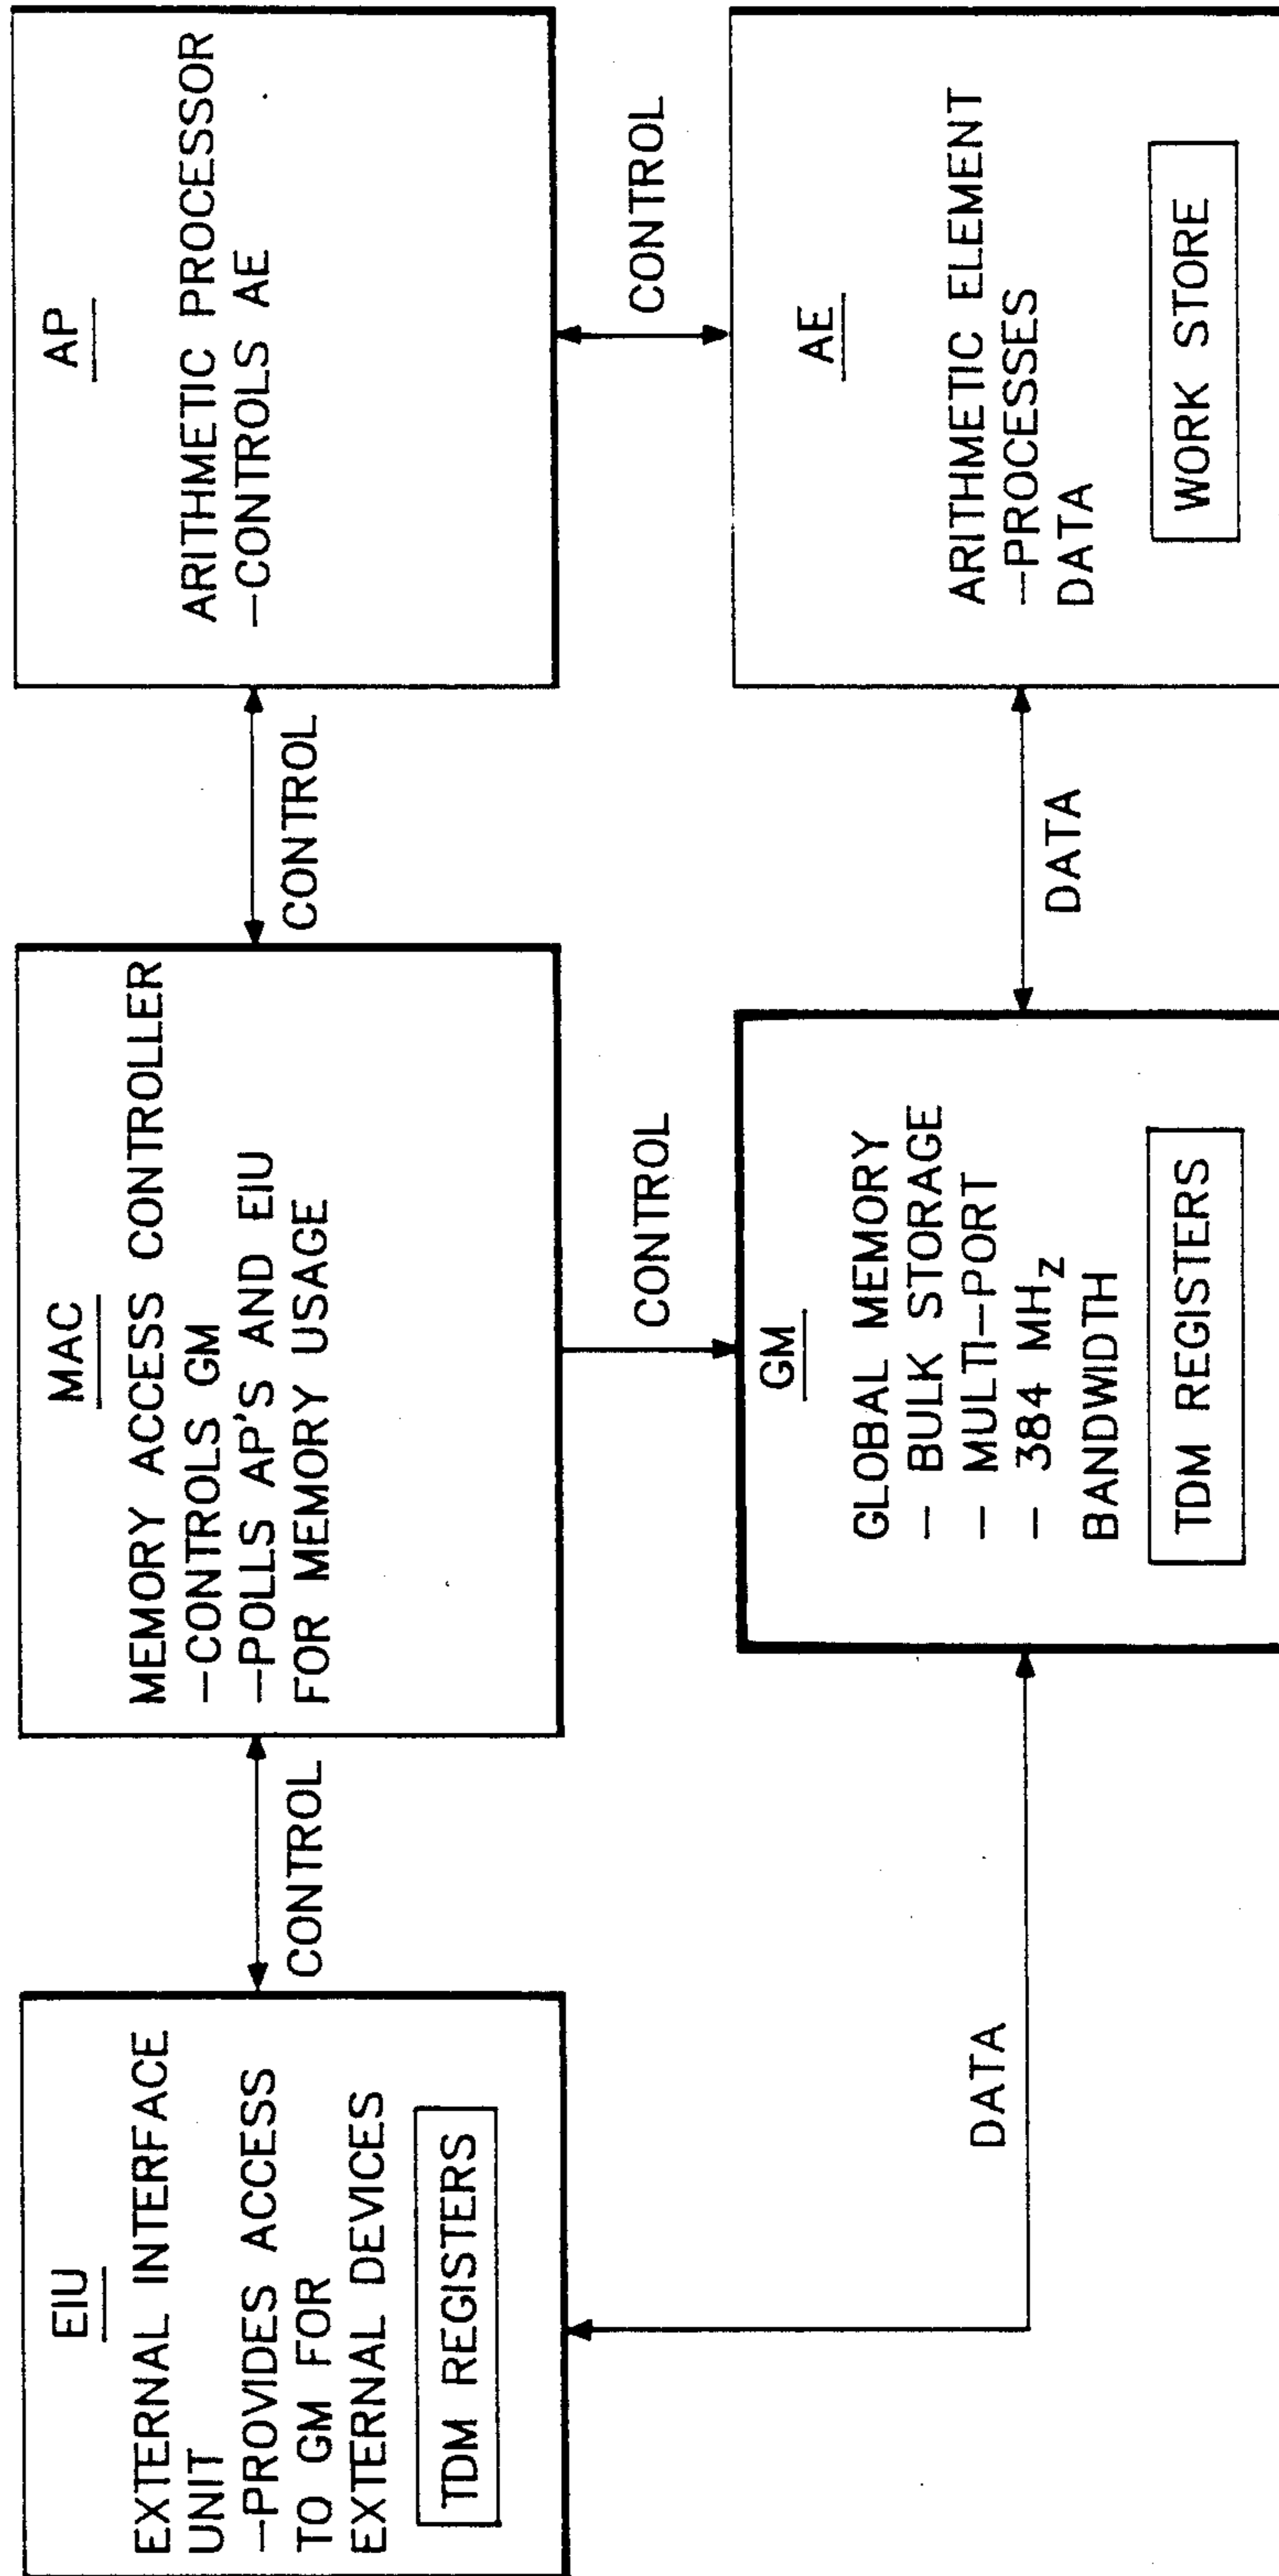 EIU
EXTERNAL INTERFACE
UNIT
-PROVIDES ACCESS
TO GM FOR
EXTERNAL DEVICES
TDM REGISTERS
CONTROL
MAC
MEMORY ACCESS CONTROLLER
-CONTROLS GM
-POLLS AP'S AND EIU
FOR MEMORY USAGE
CONTROL
AP
ARITHMETIC PROCESSOR
-CONTROLS AE
CONTROL
CONTROL
DATA
GM
GLOBAL MEMORY
- BULK STORAGE
- MULTI-PORT
- 384 MHz
BANDWIDTH
TDM REGISTERS
DATA
AE
ARITHMETIC ELEMENT
-PROCESSES
DATA
WORK STORE